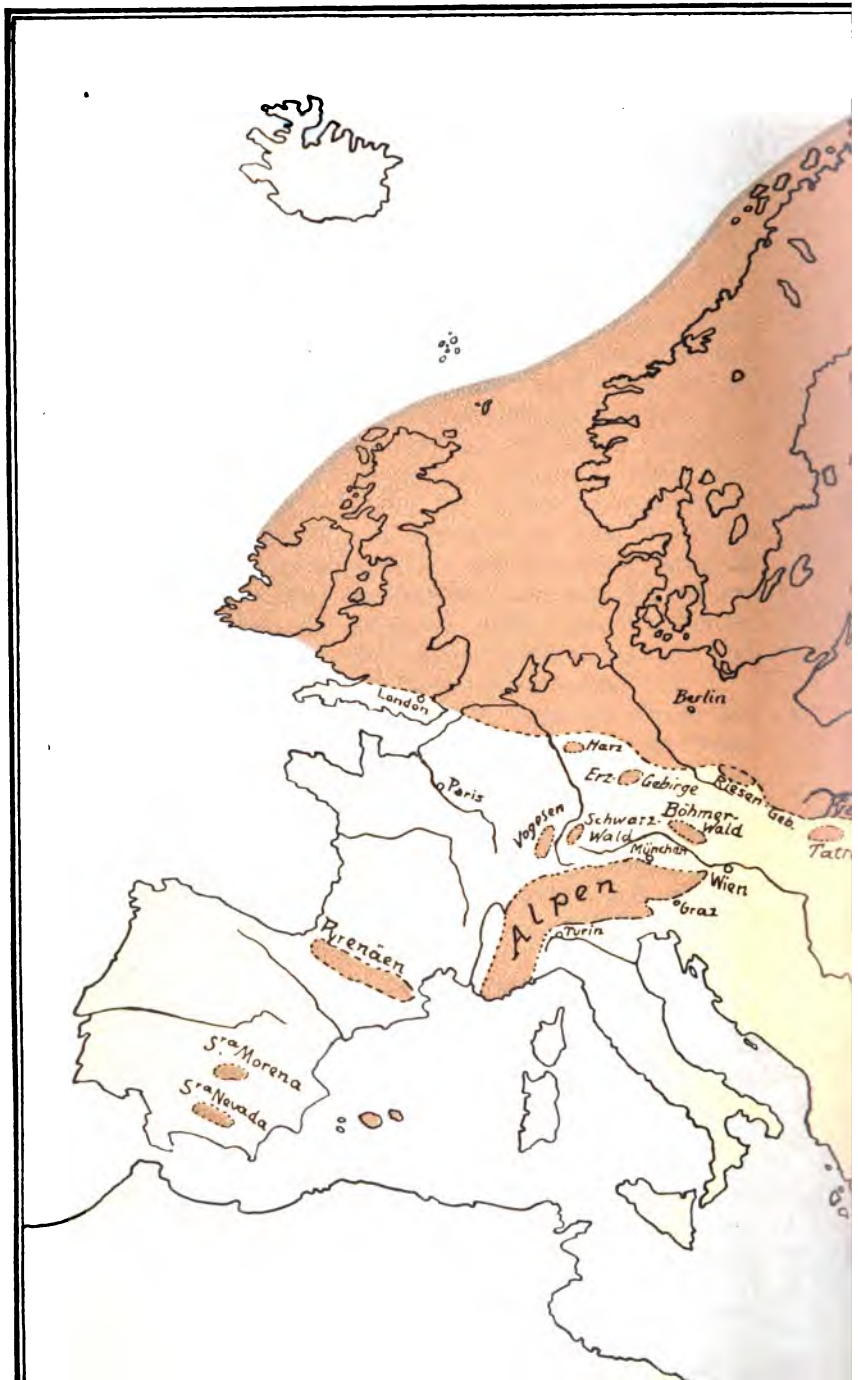 London
Berlin
Harz
Erz-Gebirge
Riesen Geb.
Paris
Vogesen
Schwarz-
Wald
Böhmer-
Wald
Tatr
München
Wien
Alpen
Graz
Turin
Pyrenäen
Sra Morena
Sra Nevada